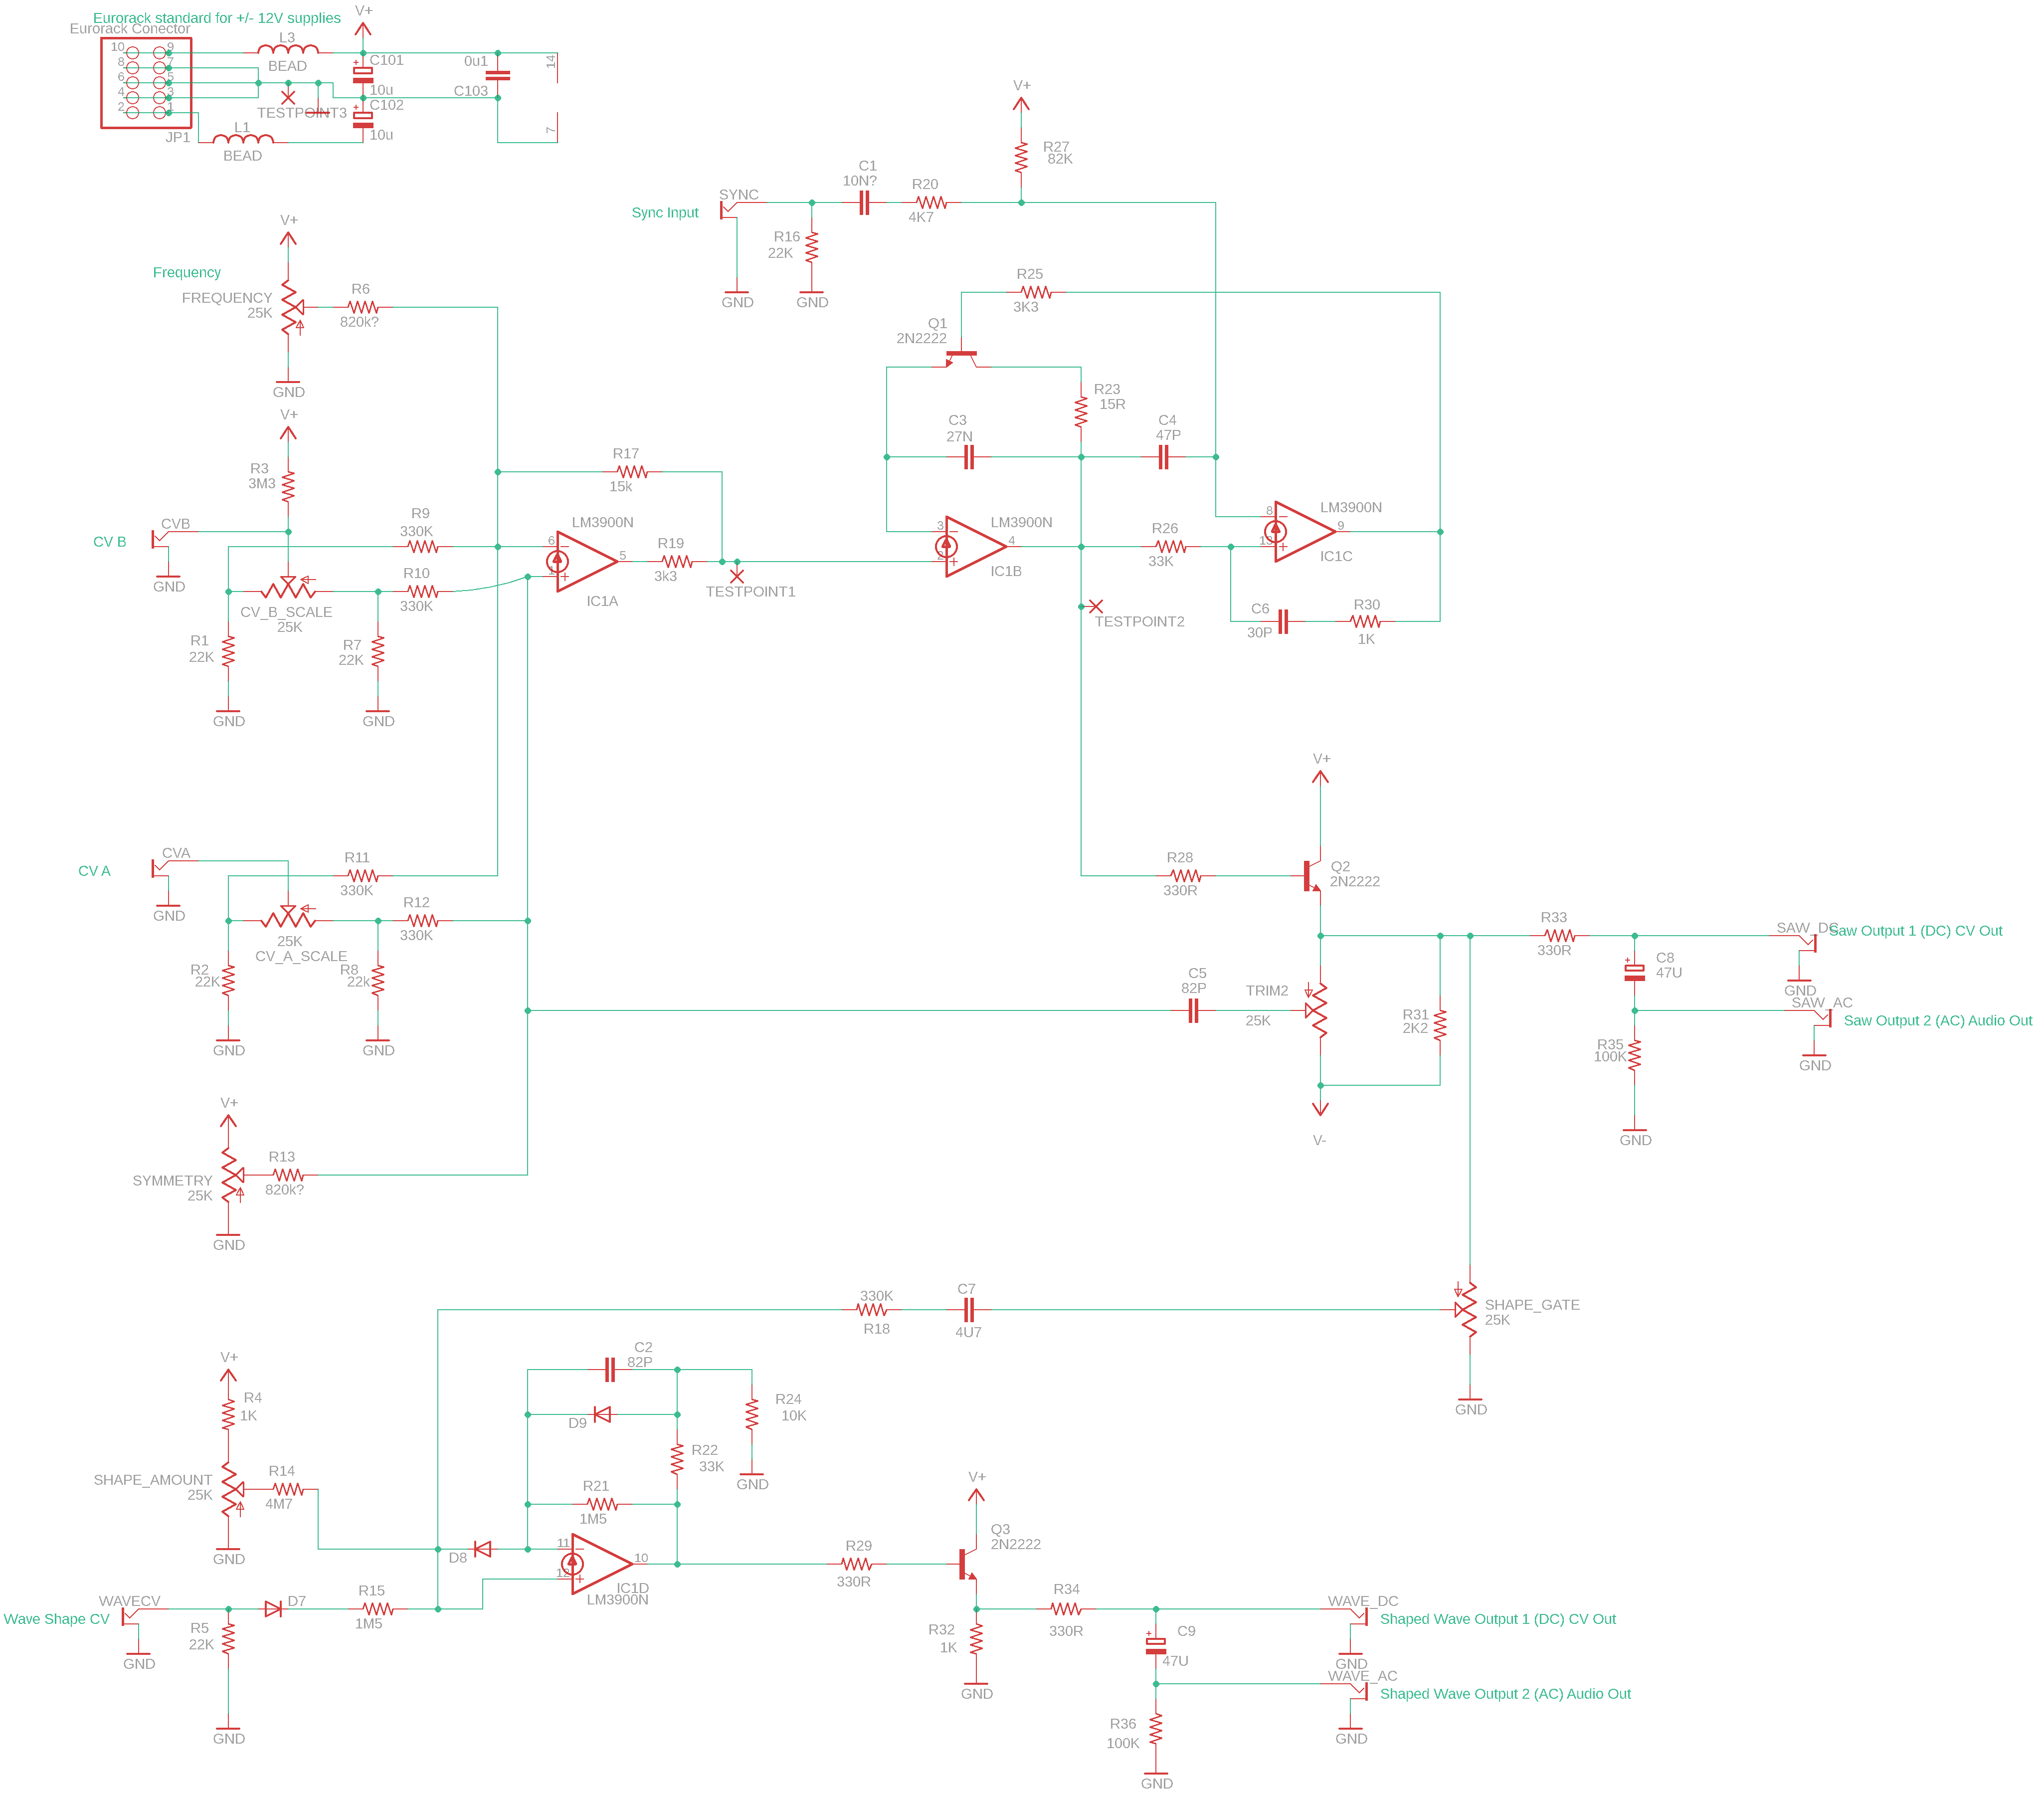 Eurorack standard for +/- 12V supplies
Eurorack Conector
10 9
8 7
6 5
4 3
2 1
JP1
L3
BEAD
L1
BEAD
TESTPOINT3
V+
+
C101
10u
+
C102
10u
0u1
C103
14
7
Sync Input
SYNC
GND
R16
22K
GND
C1
10N?
R20
4K7
V+
R27
82K
Frequency
V+
FREQUENCY
25K
GND
R6
820k?
R25
3K3
Q1
2N2222
R23
15R
C3
27N
C4
47P
V+
R3
3M3
CV B
CVB
GND
R9
330K
R10
330K
CV_B_SCALE
25K
R1
22K
GND
R7
22K
GND
R17
15k
LM3900N
6
1
5
IC1A
R19
3k3
TESTPOINT1
3
2
4
LM3900N
IC1B
R26
33K
8
13
9
LM3900N
IC1C
C6
30P
R30
1K
TESTPOINT2
CV A
CVA
GND
R11
330K
R12
330K
25K
CV_A_SCALE
R2
22K
GND
R8
22k
GND
V+
R28
330R
Q2
2N2222
C5
82P
TRIM2
25K
V-
R31
2K2
R33
330R
+
C8
47U
R35
100K
GND
SAW_DC
Saw Output 1 (DC) CV Out
GND
SAW_AC
Saw Output 2 (AC) Audio Out
GND
V+
SYMMETRY
25K
GND
R13
820k?
330K
R18
C7
4U7
SHAPE_GATE
25K
GND
V+
R4
1K
SHAPE_AMOUNT
25K
GND
R14
4M7
C2
82P
D9
R24
10K
GND
R22
33K
R21
1M5
D8
11
12
10
IC1D
LM3900N
Wave Shape CV
WAVECV
GND
R5
22K
GND
D7
R15
1M5
R29
330R
V+
Q3
2N2222
R32
1K
GND
R34
330R
+
C9
47U
R36
100K
GND
WAVE_DC
Shaped Wave Output 1 (DC) CV Out
GND
WAVE_AC
Shaped Wave Output 2 (AC) Audio Out
GND